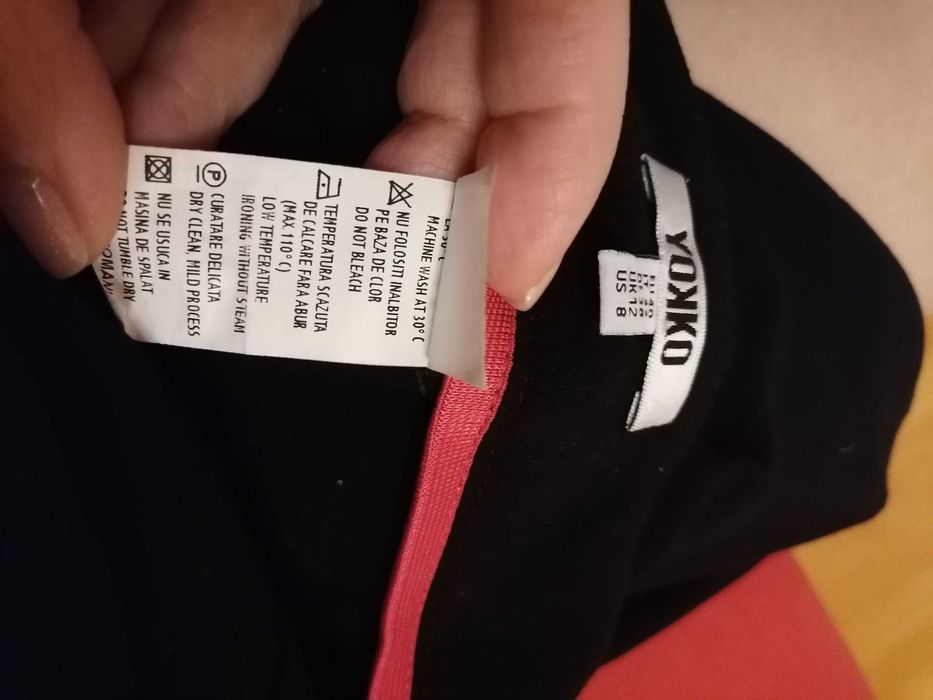 MACHINE WASH AT 30° C
NU FOLOSITI INALBITOR
PE BAZA DE CLOR
DO NOT BLEACH
TEMPERATURA SCAZUTA
DE CALCARE FARA ABUR
(MAX.110° C)
LOW TEMPERATURE
IRONING WITHOUT STEAM
P CURATARE DELICATA
DRY CLEAN, MILD PROCESS
NU SE USUCA IN
MASINA DE SPALAT
DO NOT TUMBLE DRY
YOKKO
UK 12
US 8